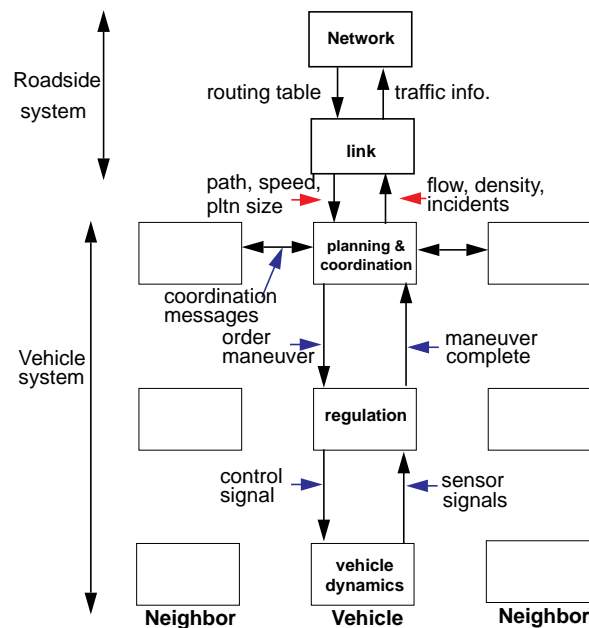 Network
Roadside
system
routing table
traffic info.
link
path, speed,
pltn size
flow, density,
incidents
planning &
coordination
coordination
messages
order
maneuver
maneuver
complete
Vehicle
system
regulation
control
signal
sensor
signals
vehicle
dynamics
Neighbor
Vehicle
Neighbor